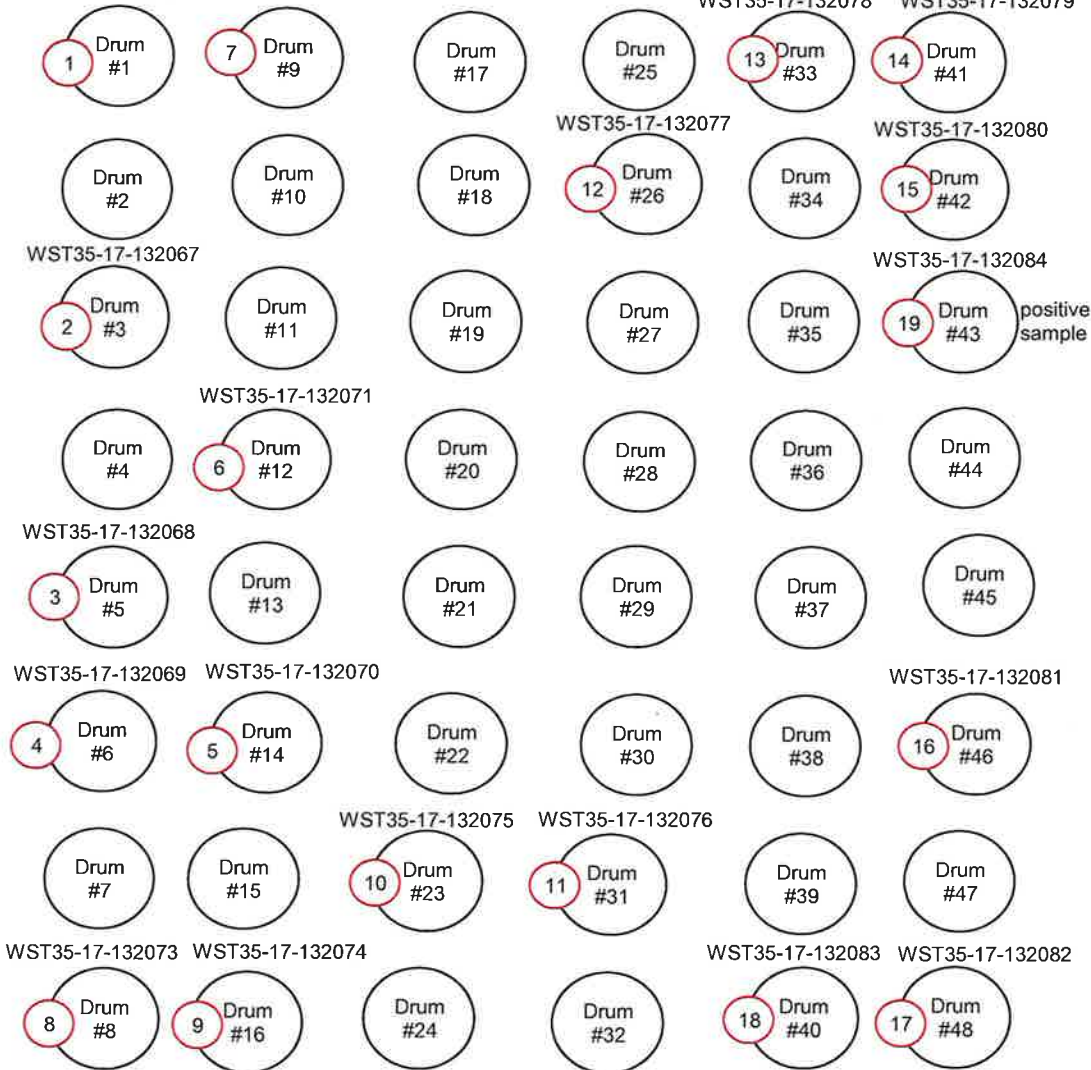 WST35-17-132078 WST35-17-132079
1 Drum #1
7 Drum #9
Drum #17
Drum #25
13 Drum #33
14 Drum #41
WST35-17-132077 WST35-17-132080
Drum #2
Drum #10
Drum #18
12 Drum #26
Drum #34
15 Drum #42
WST35-17-132067 WST35-17-132084
2 Drum #3
Drum #11
Drum #19
Drum #27
Drum #35
19 Drum #43
positive
sample
WST35-17-132071
Drum #4
6 Drum #12
Drum #20
Drum #28
Drum #36
Drum #44
WST35-17-132068
3 Drum #5
Drum #13
Drum #21
Drum #29
Drum #37
Drum #45
WST35-17-132069 WST35-17-132070 WST35-17-132081
4 Drum #6
5 Drum #14
Drum #22
Drum #30
Drum #38
16 Drum #46
WST35-17-132075 WST35-17-132076
Drum #7
Drum #15
10 Drum #23
11 Drum #31
Drum #39
Drum #47
WST35-17-132073 WST35-17-132074 WST35-17-132083 WST35-17-132082
8 Drum #8
9 Drum #16
Drum #24
Drum #32
18 Drum #40
17 Drum #48